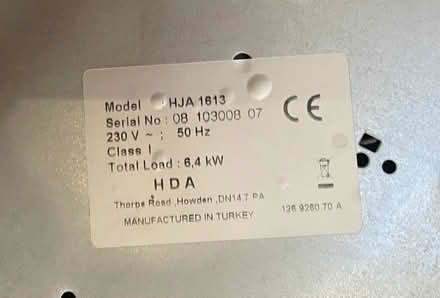 Model HJA 1613
Serial No : 08 103008 07
230 V ~ ; 50 Hz
Class I
Total Load : 6,4 kW
CE
HDA
Thorpe Road ,Howden ,DN14 7 PA
MANUFACTURED IN TURKEY
126 9260 70 A